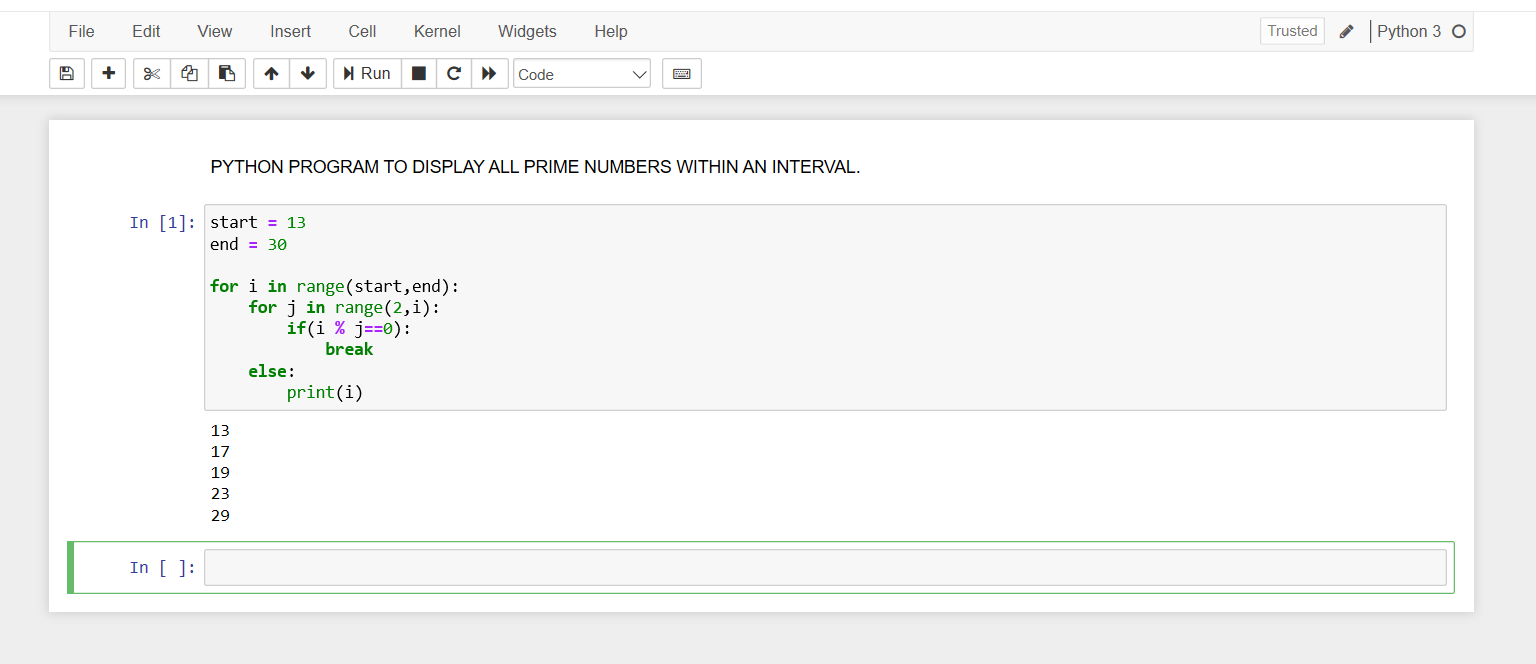 File Edit View Insert Cell Kernel Widgets Help Trusted Python 3
Run Code
PYTHON PROGRAM TO DISPLAY ALL PRIME NUMBERS WITHIN AN INTERVAL.
In [1]: start = 13
end = 30
for i in range(start,end):
    for j in range(2,i):
        if(i % j==0):
            break
    else:
        print(i)
13
17
19
23
29
In [ ]: